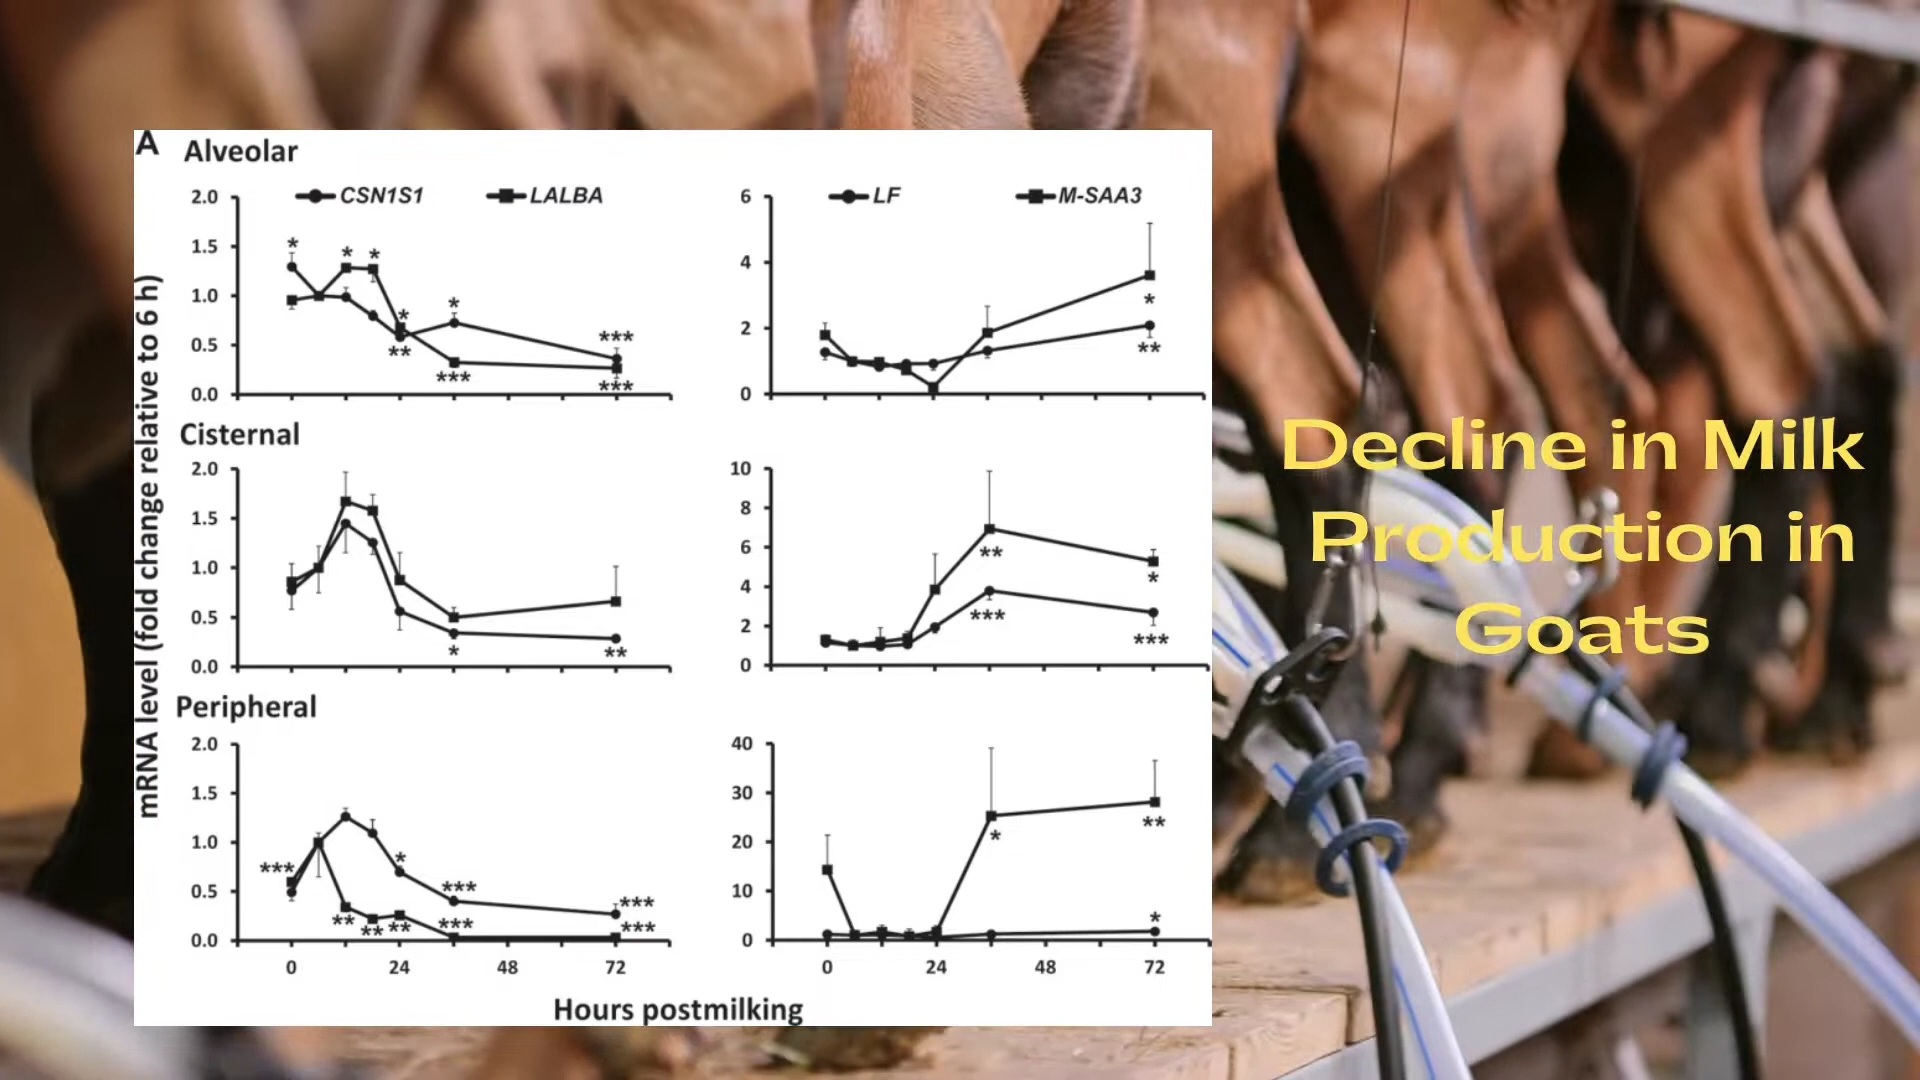 A Alveolar
CSN1S1 LALBA
LF M-SAA3
2.0
1.5
1.0
0.5
0.0
* * * * ** * *** *** ***
6
4
2
0
* **
Cisternal
2.0
1.5
1.0
0.5
0.0
* **
10
8
6
4
2
0
** *** * ***
Peripheral
2.0
1.5
1.0
0.5
0.0
*** ** ** * ** *** *** *** ***
0 24 48 72
40
30
20
10
0
* ** *
0 24 48 72
mRNA level (fold change relative to 6 h)
Hours postmilking
Decline in Milk
Production in
Goats